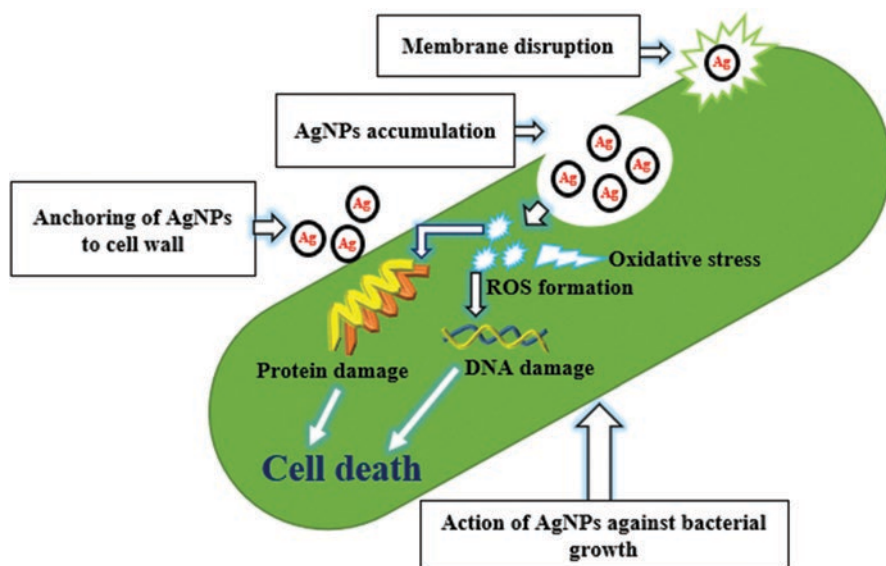 Membrane disruption
Ag
AgNPs accumulation
Ag
Ag
Ag
Ag
Anchoring of AgNPs
to cell wall
Ag
Ag
Ag
Oxidative stress
ROS formation
Protein damage
DNA damage
Cell death
Action of AgNPs against bacterial
growth